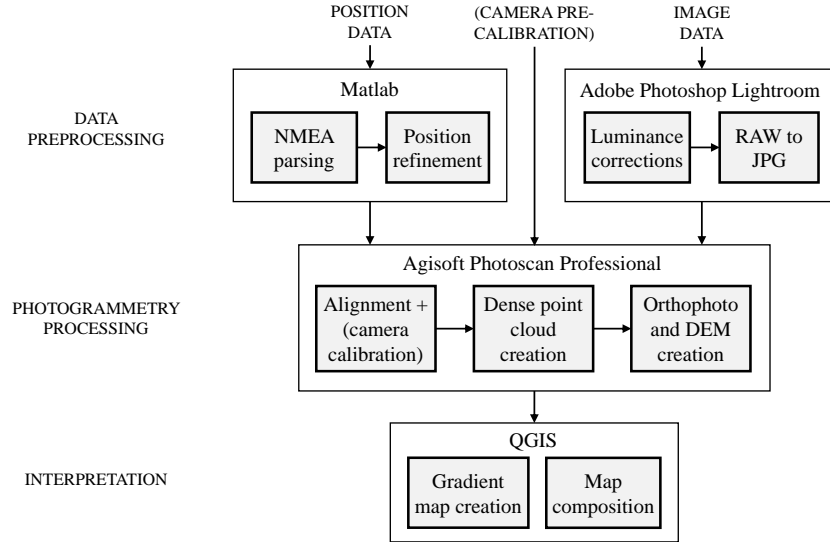 POSITION
DATA
(CAMERA PRE-
CALIBRATION)
IMAGE
DATA
DATA
PREPROCESSING
Matlab
NMEA
parsing
Position
refinement
Adobe Photoshop Lightroom
Luminance
corrections
RAW to
JPG
PHOTOGRAMMETRY
PROCESSING
Agisoft Photoscan Professional
Alignment +
(camera
calibration)
Dense point
cloud
creation
Orthophoto
and DEM
creation
INTERPRETATION
QGIS
Gradient
map creation
Map
composition